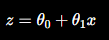 z = θ₀ + θ₁x